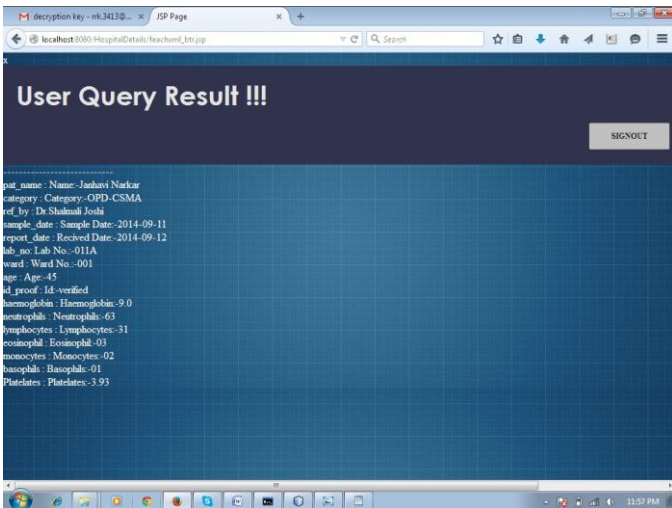 decryption key - mk.3413@... ×
JSP Page ×
localhost:8080/HospitalDetails/feachxml_btr.jsp
Search
x
User Query Result !!!
SIGNOUT
----------------------------
pat_name : Name:-Janhavi Narkar
category : Category:-OPD-CSMA
ref_by : Dr.Shalmali Joshi
sample_date : Sample Date:-2014-09-11
report_date : Recived Date:-2014-09-12
lab_no: Lab No.:-011A
ward : Ward No.:-001
age : Age:-45
id_proof : Id:-verified
haemoglobin : Haemoglobin:-9.0
neutrophils : Neutrophils:-63
lymphocytes : Lymphocytes:-31
eosinophil : Eosinophil:-03
monocytes : Monocytes:-02
basophils : Basophils:-01
Platelates : Platelates:-3.93
11:57 PM